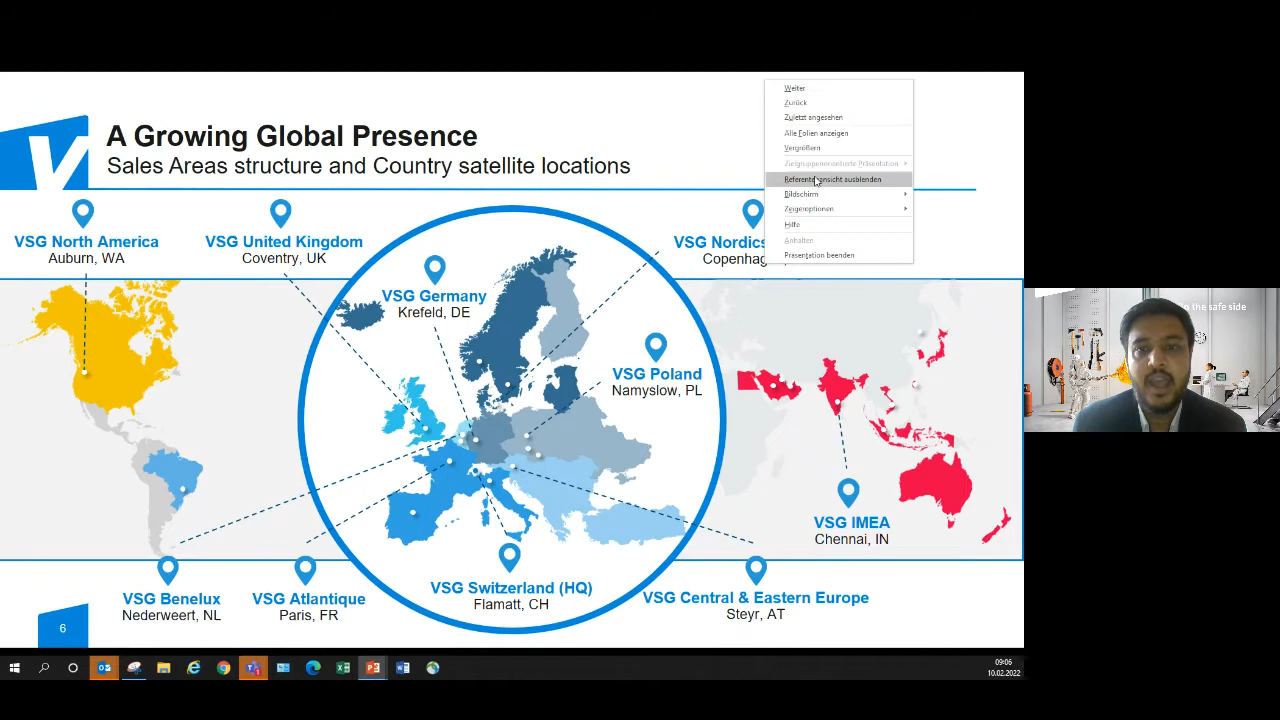 A Growing Global Presence
Sales Areas structure and Country satellite locations
Weiter
Zurück
Zuletzt angesehen
Alle Folien anzeigen
Vergrößern
Zielgruppenorientierte Präsentation
Referentenansicht ausblenden
Bildschirm
Zeigeroptionen
Hilfe
Anhalten
Präsentation beenden
VSG North America
Auburn, WA
VSG United Kingdom
Coventry, UK
VSG Nordics
VSG Germany
Krefeld, DE
VSG Poland
Namyslow, PL
the safe side
VSG IMEA
Chennai, IN
VSG Benelux
Nederweert, NL
VSG Atlantique
Paris, FR
VSG Switzerland (HQ)
Flamatt, CH
VSG Central & Eastern Europe
Steyr, AT
6
09:06
10.02.2022